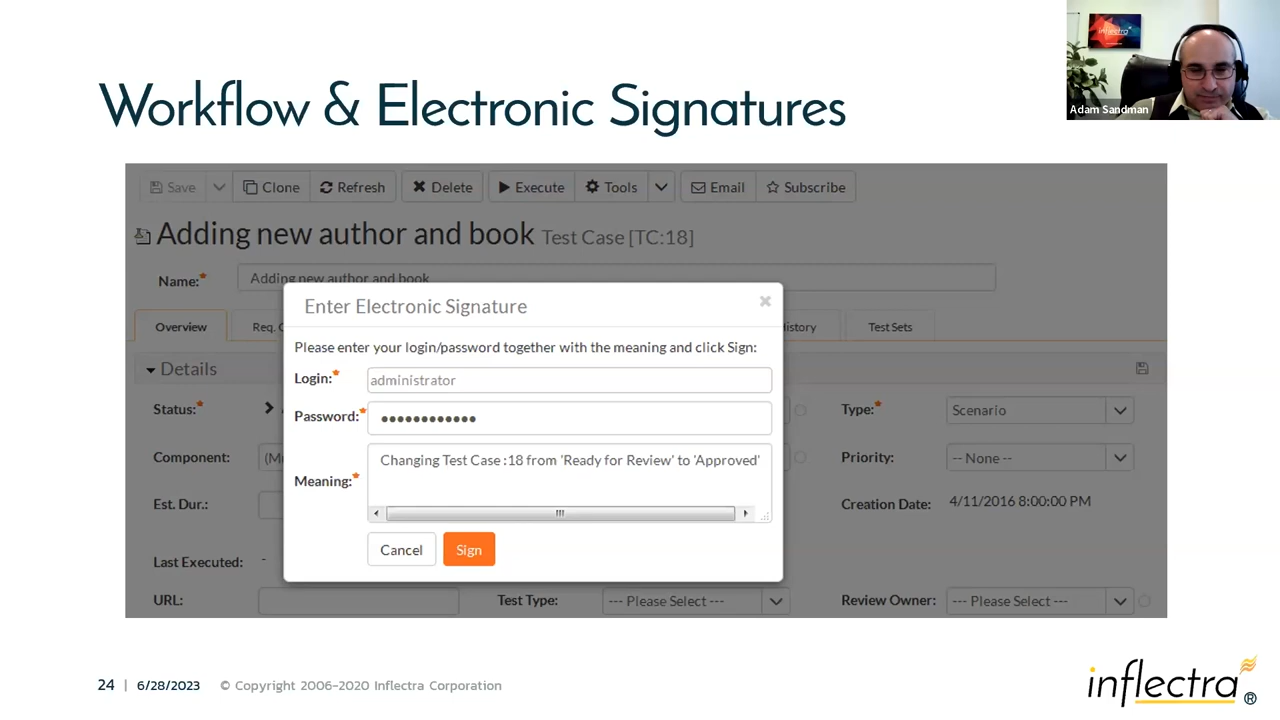 inflectra
Adam Sandman
Workflow & Electronic Signatures
Save Clone Refresh Delete Execute Tools Email Subscribe
Adding new author and book Test Case [TC:18]
Name:* Adding new author and book
Overview Req. History Test Sets
Details
Enter Electronic Signature
Please enter your login/password together with the meaning and click Sign:
Login:* administrator
Password:* ●●●●●●●●●●●●
Meaning:* Changing Test Case :18 from 'Ready for Review' to 'Approved'
Cancel Sign
Status:* Type:* Scenario
Component: (M Priority: -- None --
Est. Dur.: Creation Date: 4/11/2016 8:00:00 PM
Last Executed: -
URL: Test Type: --- Please Select --- Review Owner: --- Please Select ---
24 | 6/28/2023 © Copyright 2006-2020 Inflectra Corporation
inflectra®